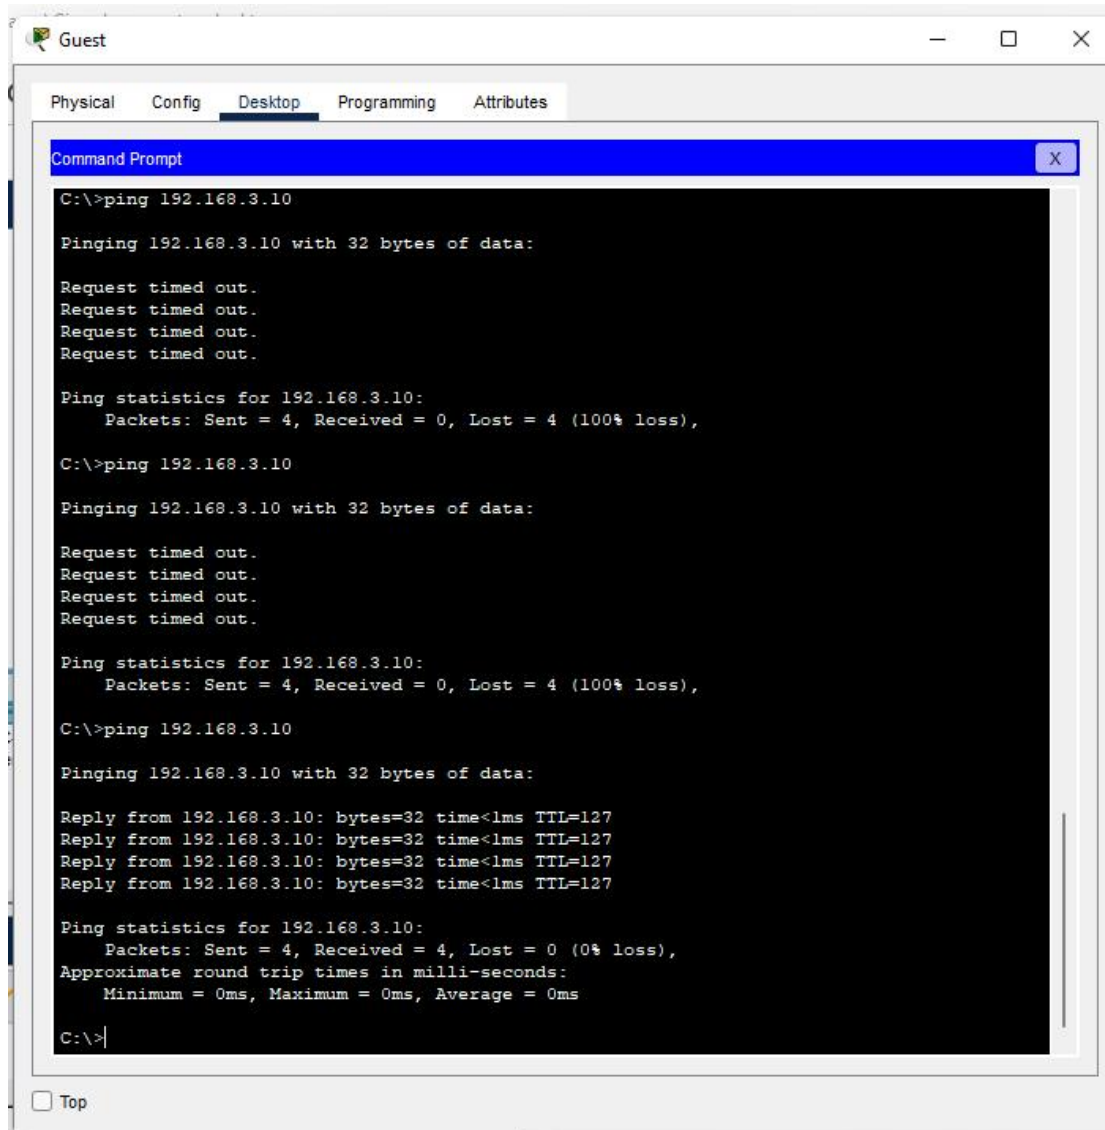 Guest
Physical Config Desktop Programming Attributes
Command Prompt
X
C:\>ping 192.168.3.10
Pinging 192.168.3.10 with 32 bytes of data:
Request timed out.
Request timed out.
Request timed out.
Request timed out.
Ping statistics for 192.168.3.10:
Packets: Sent = 4, Received = 0, Lost = 4 (100% loss),
C:\>ping 192.168.3.10
Pinging 192.168.3.10 with 32 bytes of data:
Request timed out.
Request timed out.
Request timed out.
Request timed out.
Ping statistics for 192.168.3.10:
Packets: Sent = 4, Received = 0, Lost = 4 (100% loss),
C:\>ping 192.168.3.10
Pinging 192.168.3.10 with 32 bytes of data:
Reply from 192.168.3.10: bytes=32 time<1ms TTL=127
Reply from 192.168.3.10: bytes=32 time<1ms TTL=127
Reply from 192.168.3.10: bytes=32 time<1ms TTL=127
Reply from 192.168.3.10: bytes=32 time<1ms TTL=127
Ping statistics for 192.168.3.10:
Packets: Sent = 4, Received = 4, Lost = 0 (0% loss),
Approximate round trip times in milli-seconds:
Minimum = 0ms, Maximum = 0ms, Average = 0ms
C:\>
Top